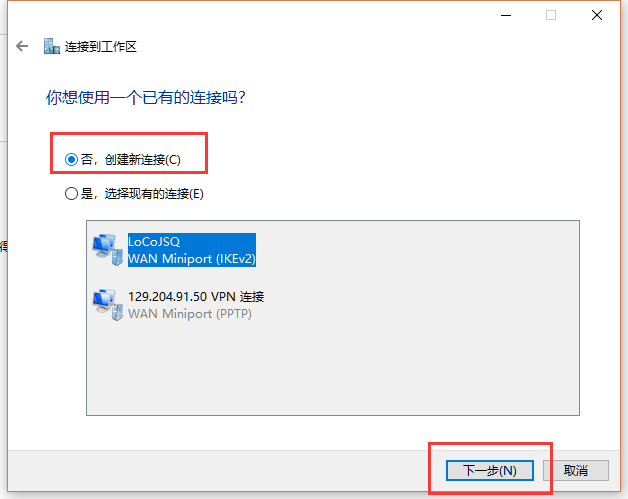 连接到工作区
你想使用一个已有的连接吗?
否，创建新连接(C)
是，选择现有的连接(E)
得
LoCoJSQ
WAN Miniport (IKEv2)
129.204.91.50 VPN 连接
WAN Miniport (PPTP)
下一步(N)
取消